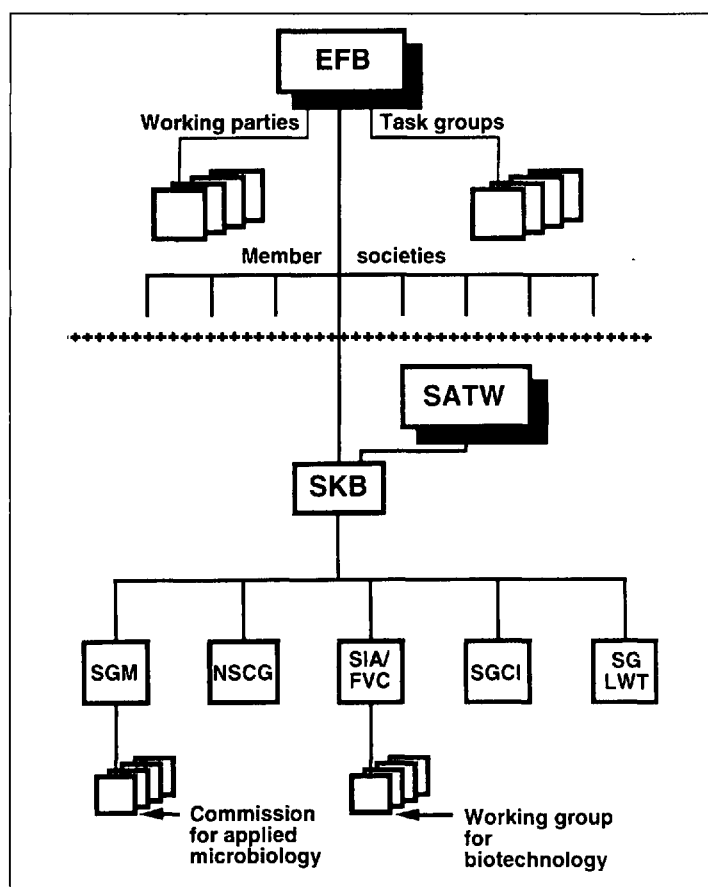 EFB
Working parties
Task groups
Member societies
SATW
SKB
SGM
NSCG
SIA/
FVC
SGCI
SG
LWT
Commission
for applied
microbiology
Working group
for
biotechnology